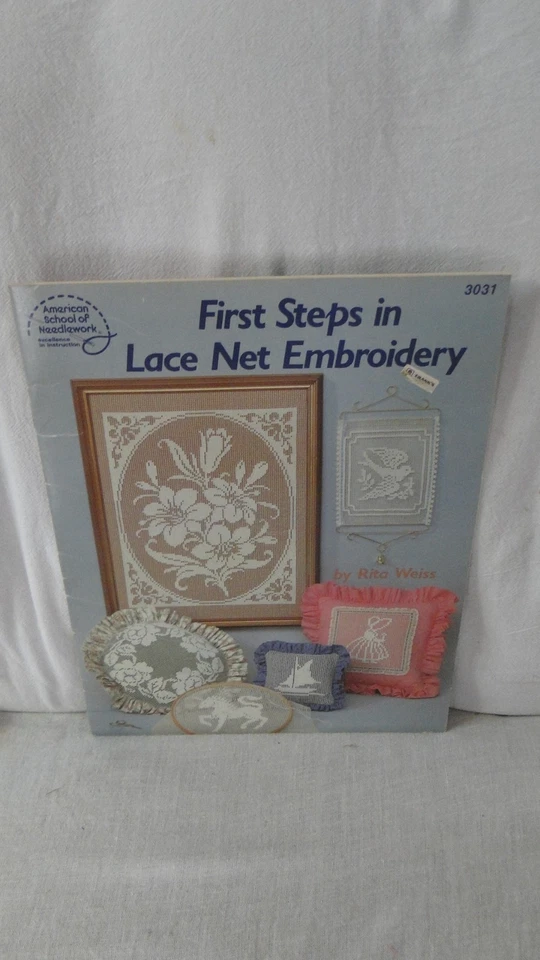 American
School of
Needlework®
excellence
in instruction
3031
First Steps in
Lace Net Embroidery
by Rita Weiss